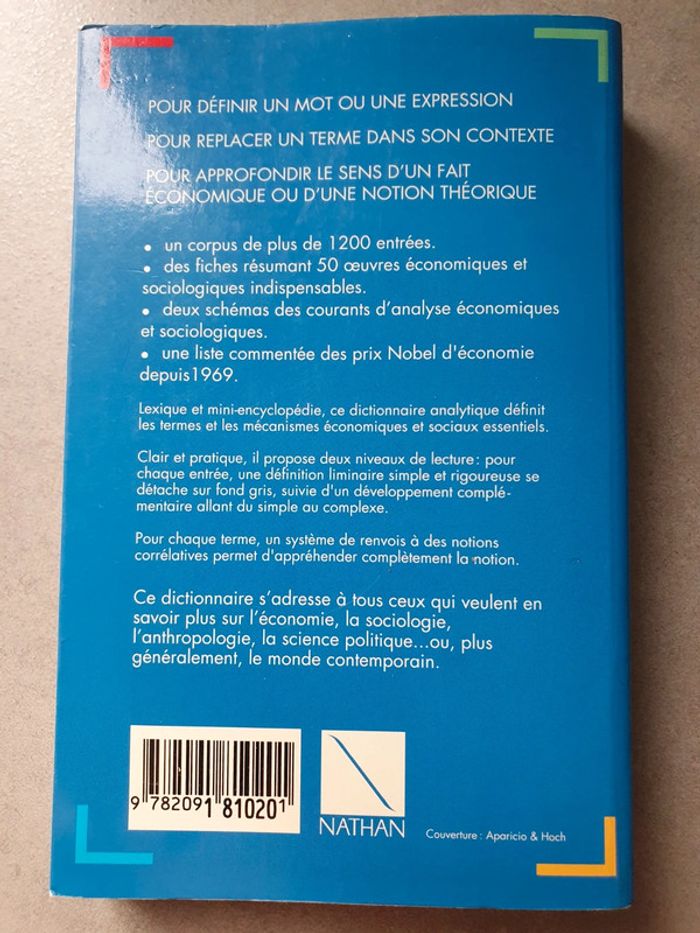 POUR DÉFINIR UN MOT OU UNE EXPRESSION
POUR REPLACER UN TERME DANS SON CONTEXTE
POUR APPROFONDIR LE SENS D'UN FAIT
ÉCONOMIQUE OU D'UNE NOTION THÉORIQUE
• un corpus de plus de 1200 entrées.
• des fiches résumant 50 œuvres économiques et
sociologiques indispensables.
• deux schémas des courants d'analyse économiques
et sociologiques.
• une liste commentée des prix Nobel d'économie
depuis1969.
Lexique et mini-encyclopédie, ce dictionnaire analytique définit
les termes et les mécanismes économiques et sociaux essentiels.
Clair et pratique, il propose deux niveaux de lecture : pour
chaque entrée, une définition liminaire simple et rigoureuse se
détache sur fond gris, suivie d'un développement complé-
mentaire allant du simple au complexe.
Pour chaque terme, un système de renvois à des notions
corrélatives permet d'appréhender complètement la notion.
Ce dictionnaire s'adresse à tous ceux qui veulent en
savoir plus sur l'économie, la sociologie,
l'anthropologie, la science politique...ou, plus
généralement, le monde contemporain.
9 782091 810201
NATHAN
Couverture : Aparicio & Hoch